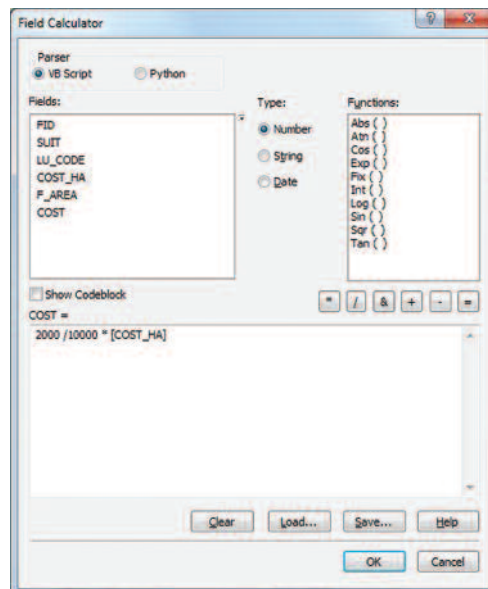 Field Calculator
Parser
VB Script Python
Fields: Type: Functions:
FID
SUIT
LU_CODE
COST_HA
F_AREA
COST
Number
String
Date
Abs ( )
Atn ( )
Cos ( )
Exp ( )
Fix ( )
Int ( )
Log ( )
Sin ( )
Sqr ( )
Tan ( )
Show Codeblock
* / & + - =
COST =
2000 /10000 * [COST_HA]
Clear Load... Save... Help
OK Cancel